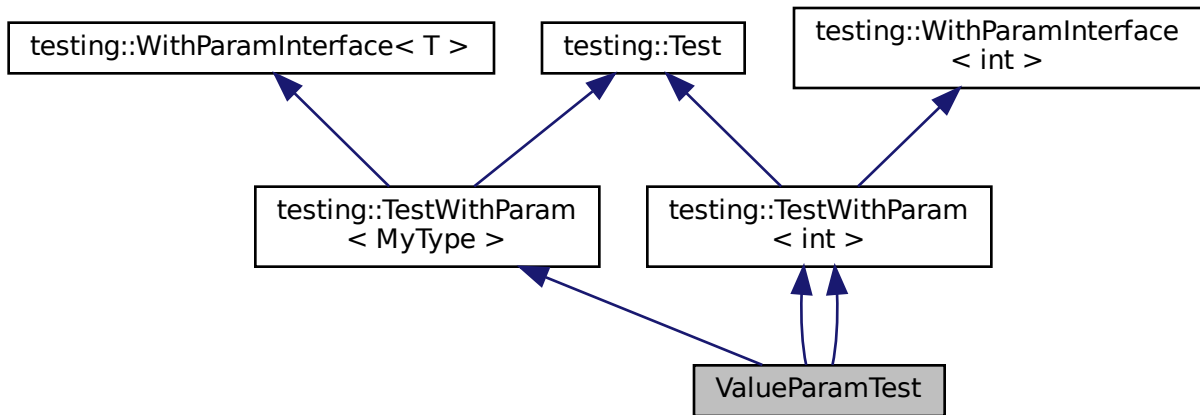 testing::WithParamInterface< T >
testing::Test
testing::WithParamInterface
< int >
testing::TestWithParam
< MyType >
testing::TestWithParam
< int >
ValueParamTest